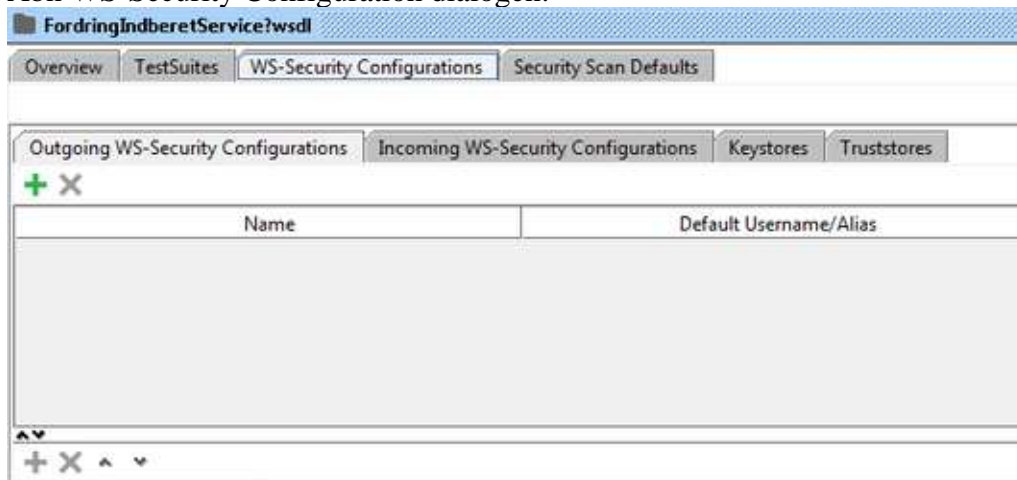 FordringIndberetService?wsdl
Overview TestSuites WS-Security Configurations Security Scan Defaults
Outgoing WS-Security Configurations Incoming WS-Security Configurations Keystores Truststores
Name Default Username/Alias